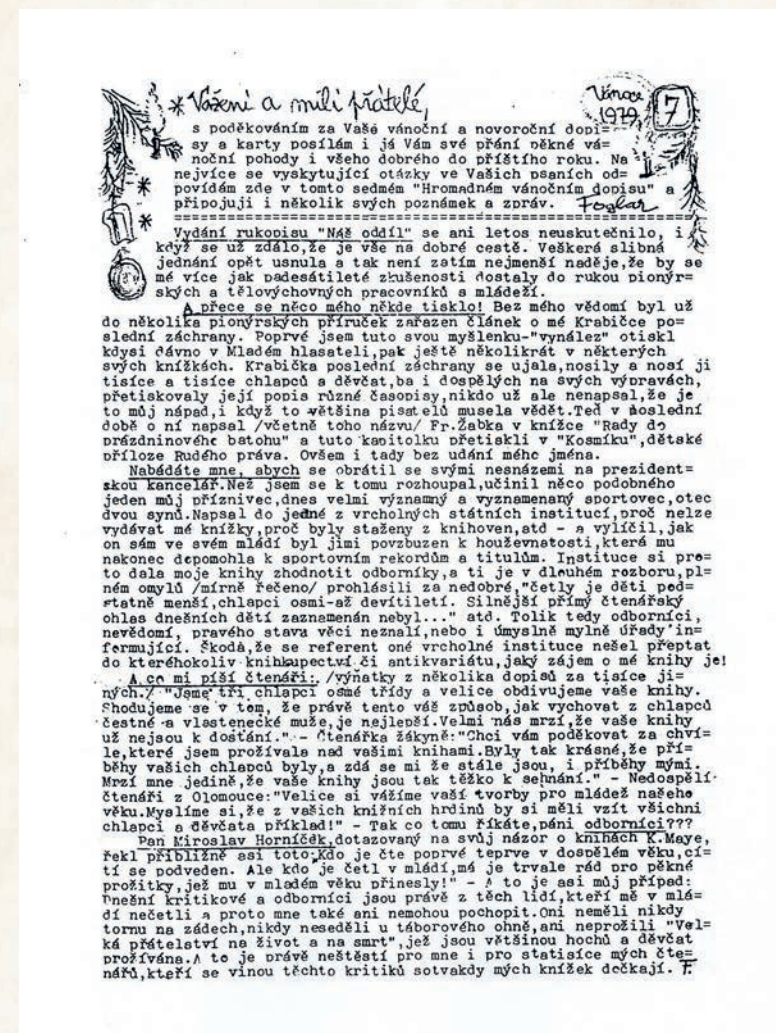 * Vážení a milí přátelé,
Vánoce
1979
7
s poděkováním za Vaše vánoční a novoroční dopi=
sy a karty posílám i já Vám své přání pěkné vá=
noční pohody i všeho dobrého do příštího roku. Na
nejvíce se vyskytující otázky ve Vašich psaních od=
povídám zde v tomto sedmém "Hromadném vánočním dopisu" a
připojuji i několik svých poznámek a zpráv. Foglar
Vydání rukopisu "Náš oddíl" se ani letos neuskutečnilo, i
když se už zdálo,že je vše na dobré cestě. Veškerá slibná
jednání opět usnula a tak není zatím nejmenší naděje,že by se
mé více jak padesátileté zkušenosti dostaly do rukou pionýr=
ských a tělovýchovných pracovníků s mládeží.
A přece se něco mého někde tisklo! Bez mého vědomí byl už
do několika pionýrských příruček zařazen článek o mé Krabičce po=
slední záchrany. Poprvé jsem tuto svou myšlenku-"vynález" otiskl
kdysi dávno v Mladém hlasateli,pak ještě několikrát v některých
svých knížkách. Krabička poslední záchrany se ujala,nosily a nosí ji
tisíce a tisíce chlapců a děvčat,ba i dospělých na svých výpravách,
přetiskovaly její popis různé časopisy,nikdo už ale nenapsal,že je
to můj nápad,i když to většina pisatelů musela vědět.Teď v poslední
době o ní napsal /včetně toho názvu/ Fr.Žabka v knížce "Rady do
prázdninového batohu" a tuto kapitolku přetiskli v "Kosmíku",dětské
příloze Rudého práva. Ovšem i tady bez udání mého jména.
Nabádáte mne, abych se obrátil se svými nesnázemi na prezident=
skou kancelář.Než jsem se k tomu rozhoupal,učinil něco podobného
jeden můj příznivec,dnes velmi významný a vyznamenaný sportovec,otec
dvou synů.Napsal do jedné z vrcholných státních institucí,proč nelze
vydávat mé knížky,proč byly staženy z knihoven,atd - a vylíčil,jak
on sám ve svém mládí byl jimi povzbuzen k houževnatosti,která mu
nakonec dopomohla k sportovním rekordům a titulům. Instituce si pro=
to dala moje knihy zhodnotit odborníky,a ti je v dlouhém rozboru,pl=
ném omylů /mírně řečeno/ prohlásili za nedobré,"četly je děti pod=
statně menší,chlapci osmi-až devítiletí. Silnější přímý čtenářský
ohlas dnešních dětí zaznamenán nebyl..." atd. Tolik tedy odborníci,
nevědomí, pravého stavu věci neznalí,nebo i úmyslně mylně úřady in=
formující. Škoda,že se referent oné vrcholné instituce nešel přeptat
do kteréhokoliv knihkupectví či antikvariátu,jaký zájem o mé knihy je!
A co mi píší čtenáři: /výňatky z několika dopisů za tisíce ji=
ných./ "Jsme tři chlapci osmé třídy a velice obdivujeme vaše knihy.
Shodujeme se v tom, že právě tento váš způsob,jak vychovat z chlapců
čestné a vlastenecké muže,je nejlepší.Velmi nás mrzí,že vaše knihy
už nejsou k dostání." - Čtenářka žákyně:"Chci vám poděkovat za chví=
le,které jsem prožívala nad vašimi knihami.Byly tak krásné,že pří=
běhy vašich chlapců byly,a zdá se mi že stále jsou, i příběhy mými.
Mrzí mne jedině,že vaše knihy jsou tak těžko k sehnání." - Nedospělí
čtenáři z Olomouce:"Velice si vážíme vaší tvorby pro mládež našeho
věku.Myslíme si,že z vašich knižních hrdinů by si měli vzít všichni
chlapci a děvčata příklad!" - Tak co tomu říkáte,páni odborníci???
Pan Miroslav Horníček,dotazovaný na svůj názor o knihách K.Maye,
řekl přibližně asi toto:"Kdo je čte poprvé teprve v dospělém věku,cí=
tí se podveden. Ale kdo je četl v mládí,má je trvale rád pro pěkné
prožitky,jež mu v mladém věku přinesly!" - A to je asi můj případ:
Dnešní kritikové a odborníci jsou právě z těch lidí,kteří mě v mlá=
dí nečetli a proto mne také ani nemohou pochopit.Oni neměli nikdy
tornu na zádech,nikdy neseděli u táborového ohně,ani neprožili "Vel=
ká přátelství na život a na smrt",jež jsou většinou hochů a děvčat
prožívána.A to je právě neštěstí pro mne i pro statisíce mých čte=
nářů,kteří se vinou těchto kritiků sotvakdy mých knížek dočkají. F.